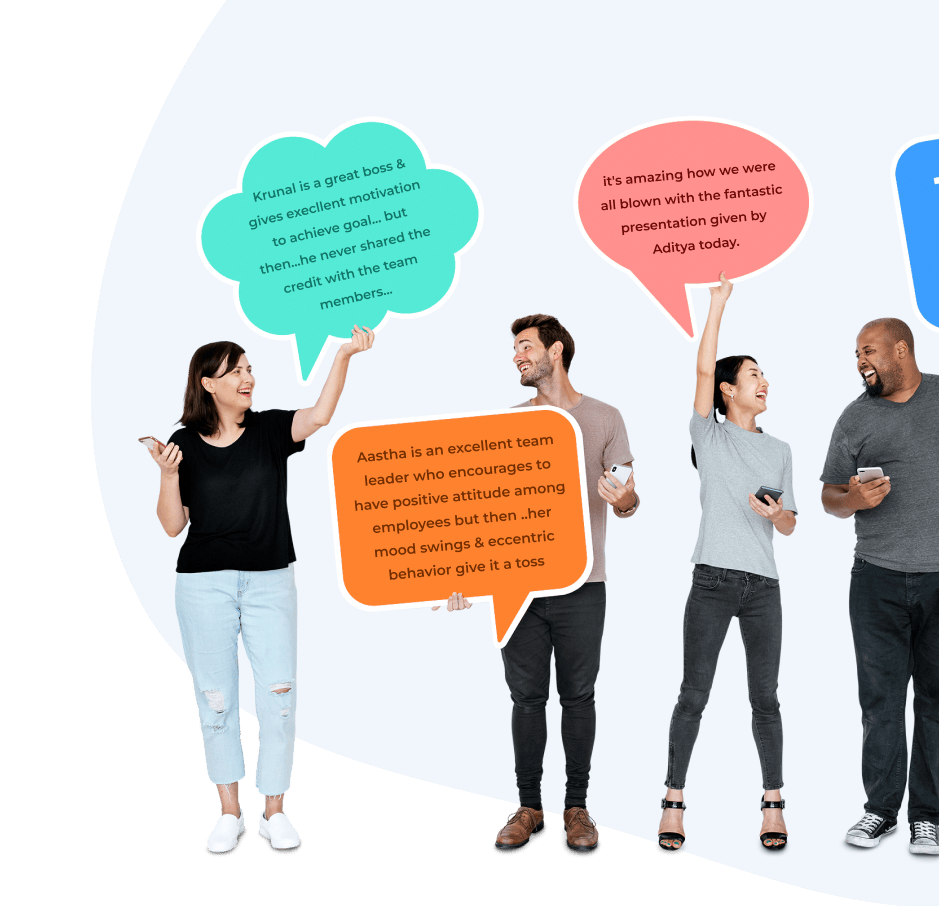 Krunal is a great boss &
gives execllent motivation
to achieve goal... but
then...he never shared the
credit with the team
members...
it's amazing how we were
all blown with the fantastic
presentation given by
Aditya today.
Aastha is an excellent team
leader who encourages to
have positive attitude among
employees but then ..her
mood swings & eccentric
behavior give it a toss